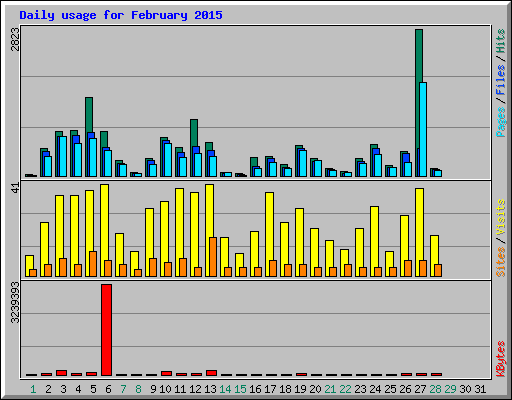 Daily usage for February 2015
2823
Pages / Files / Hits
41
Sites / Visits
3239393
KBytes
1 2 3 4 5 6 7 8 9 10 11 12 13 14 15 16 17 18 19 20 21 22 23 24 25 26 27 28 29 30 31